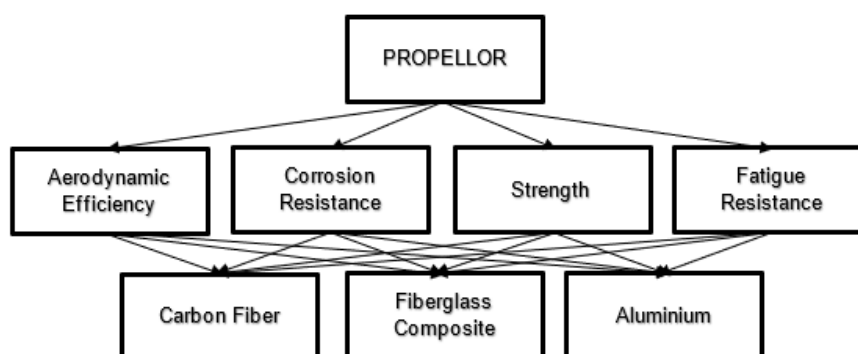 PROPELLOR
Aerodynamic
Efficiency
Corrosion
Resistance
Strength
Fatigue
Resistance
Carbon Fiber
Fiberglass
Composite
Aluminium